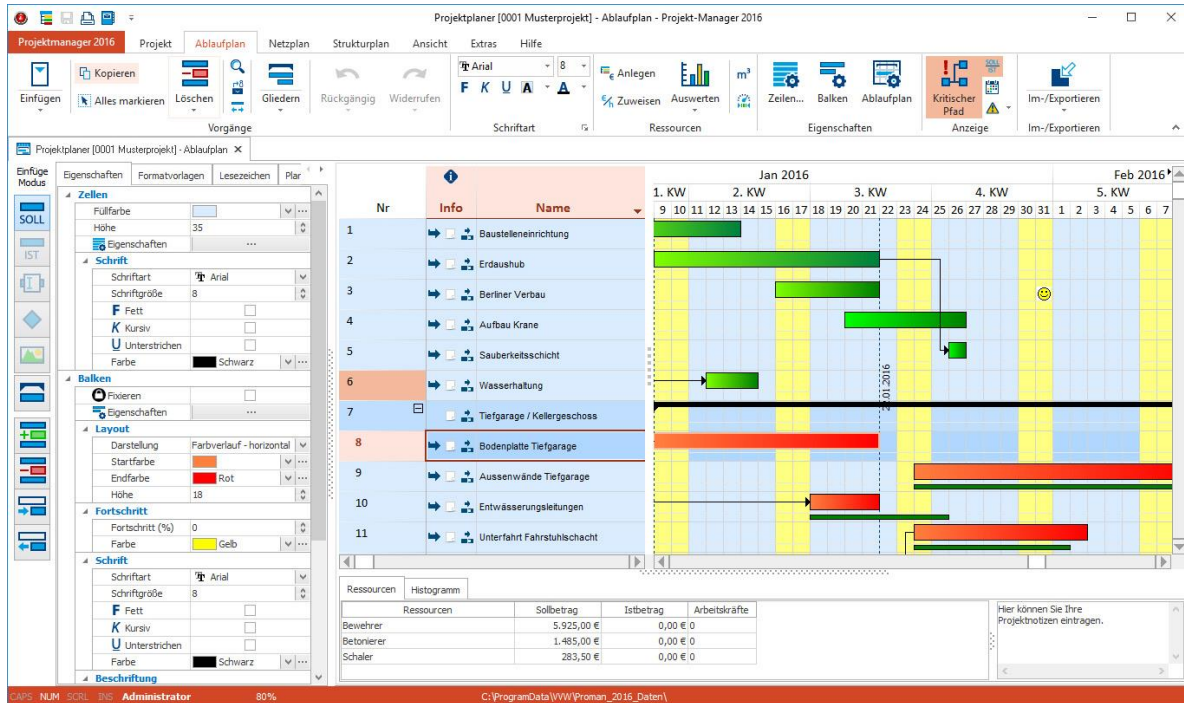 Projektplaner [0001 Musterprojekt] - Ablaufplan - Projekt-Manager 2016
Projektmanager 2016 Projekt Ablaufplan Netzplan Strukturplan Ansicht Extras Hilfe
Einfügen
Kopieren
Alles markieren
Löschen
Gliedern
Vorgänge
Rückgängig Widerrufen
Arial 8
F K U A A
Schriftart
€ Anlegen
€/h Zuweisen
Auswerten
m³
Ressourcen
Zeilen... Balken Ablaufplan
Eigenschaften
Kritischer
Pfad
SOLL
IST
Anzeige
Im-/Exportieren
Im-/Exportieren
Projektplaner [0001 Musterprojekt] - Ablaufplan X
Einfüge
Modus
SOLL
IST
Eigenschaften Formatvorlagen Lesezeichen Plar
Zellen
Füllfarbe
Höhe 35
Eigenschaften ...
Schrift
Schriftart Arial
Schriftgröße 8
F Fett
K Kursiv
U Unterstrichen
Farbe Schwarz
Balken
Fixieren
Eigenschaften ...
Layout
Darstellung Farbverlauf - horizontal
Startfarbe
Endfarbe Rot
Höhe 18
Fortschritt
Fortschritt (%) 0
Farbe Gelb
Schrift
Schriftart Arial
Schriftgröße 8
F Fett
K Kursiv
U Unterstrichen
Farbe Schwarz
Beschriftung
Nr Info Name
Jan 2016 Feb 2016
1. KW 2. KW 3. KW 4. KW 5. KW
9 10 11 12 13 14 15 16 17 18 19 20 21 22 23 24 25 26 27 28 29 30 31 1 2 3 4 5 6 7
1 Baustelleneinrichtung
2 Erdaushub
3 Berliner Verbau
4 Aufbau Krane
5 Sauberkeitsschicht
6 Wasserhaltung
7 Tiefgarage / Kellergeschoss
8 Bodenplatte Tiefgarage
9 Aussenwände Tiefgarage
10 Entwässerungsleitungen
11 Unterfahrt Fahrstuhlschacht
22.01.2016
Ressourcen Histogramm
Ressourcen Sollbetrag Istbetrag Arbeitskräfte
Bewehrer 5.925,00 € 0,00 € 0
Betonierer 1.485,00 € 0,00 € 0
Schaler 283,50 € 0,00 € 0
Hier können Sie Ihre
Projektnotizen eintragen.
CAPS NUM SCRL INS Administrator 80% C:\ProgramData\VVW\Proman_2016_Daten\